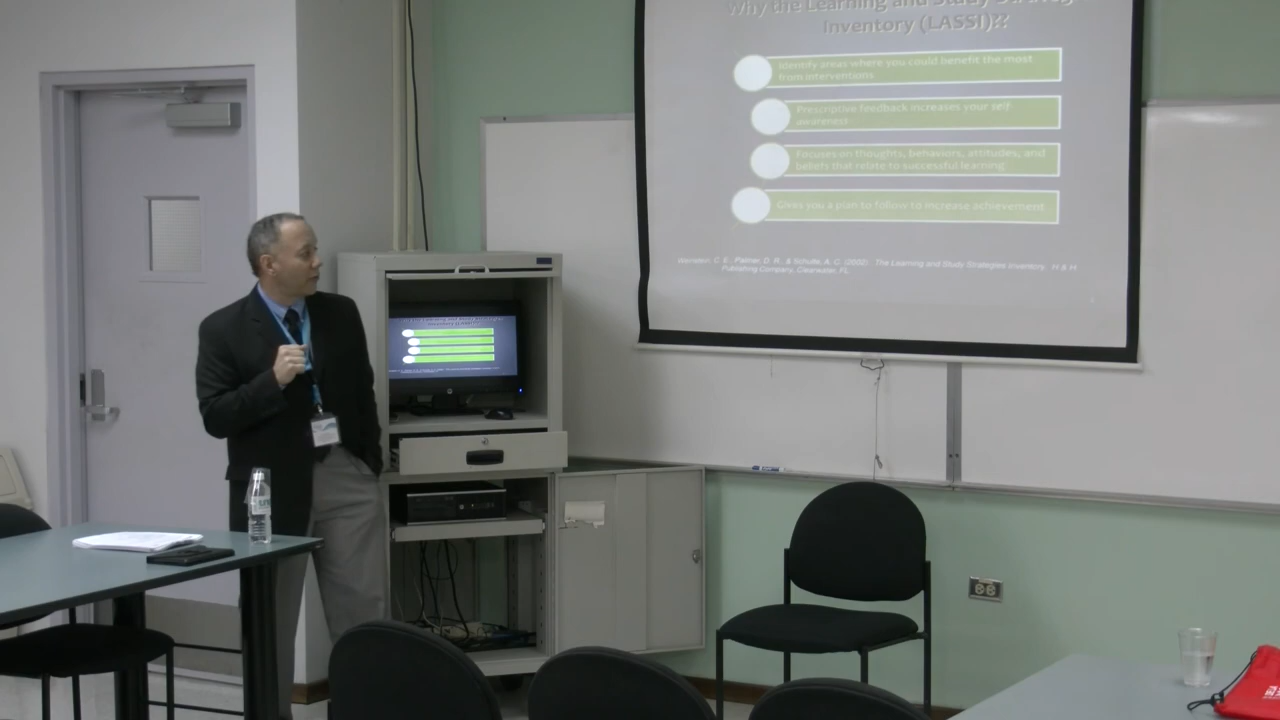 Why the Learning and Study Strategy
Inventory (LASSI)??
Identify areas where you could benefit the most
from interventions
Prescriptive feedback increases your self
awareness
Focuses on thoughts, behaviors, attitudes, and
beliefs that relate to successful learning
Gives you a plan to follow to increase achievement
Weinstein, C. E., Palmer, D. R., & Schulte, A. C. (2002). The Learning and Study Strategies Inventory. H & H
Publishing Company, Clearwater, FL